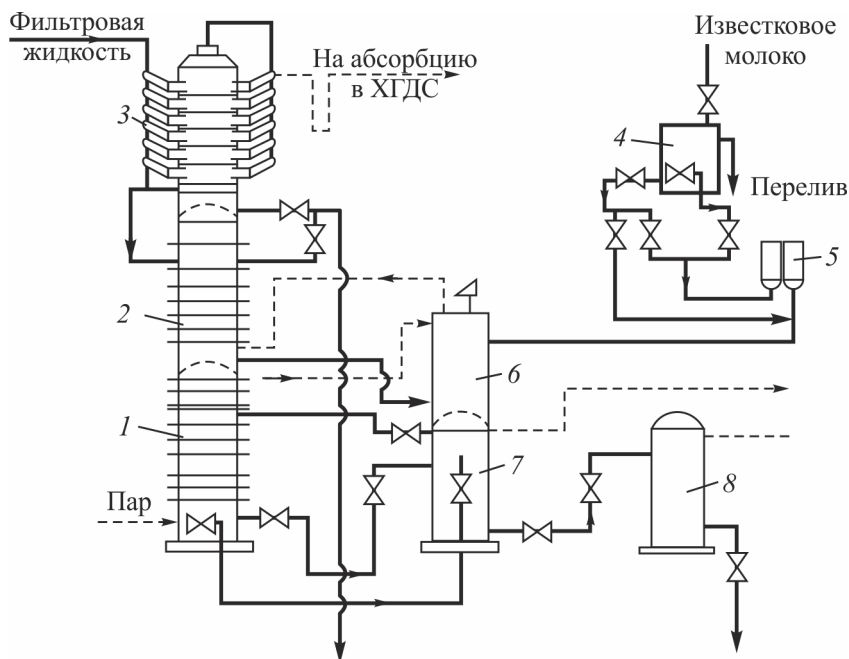 Фильтровая
жидкость
На абсорбцию
в ХГДС
Известковое
молоко
3
4
Перелив
5
2
6
1
7
8
Пар